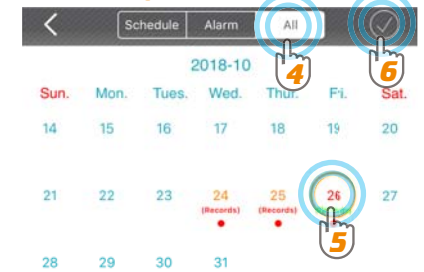 Schedule Alarm All
2018-10
4 6
Sun. Mon. Tues. Wed. Thur. Fri. Sat.
14 15 16 17 18 19 20
21 22 23 24 25 26 27
(Records) (Records)
5
28 29 30 31